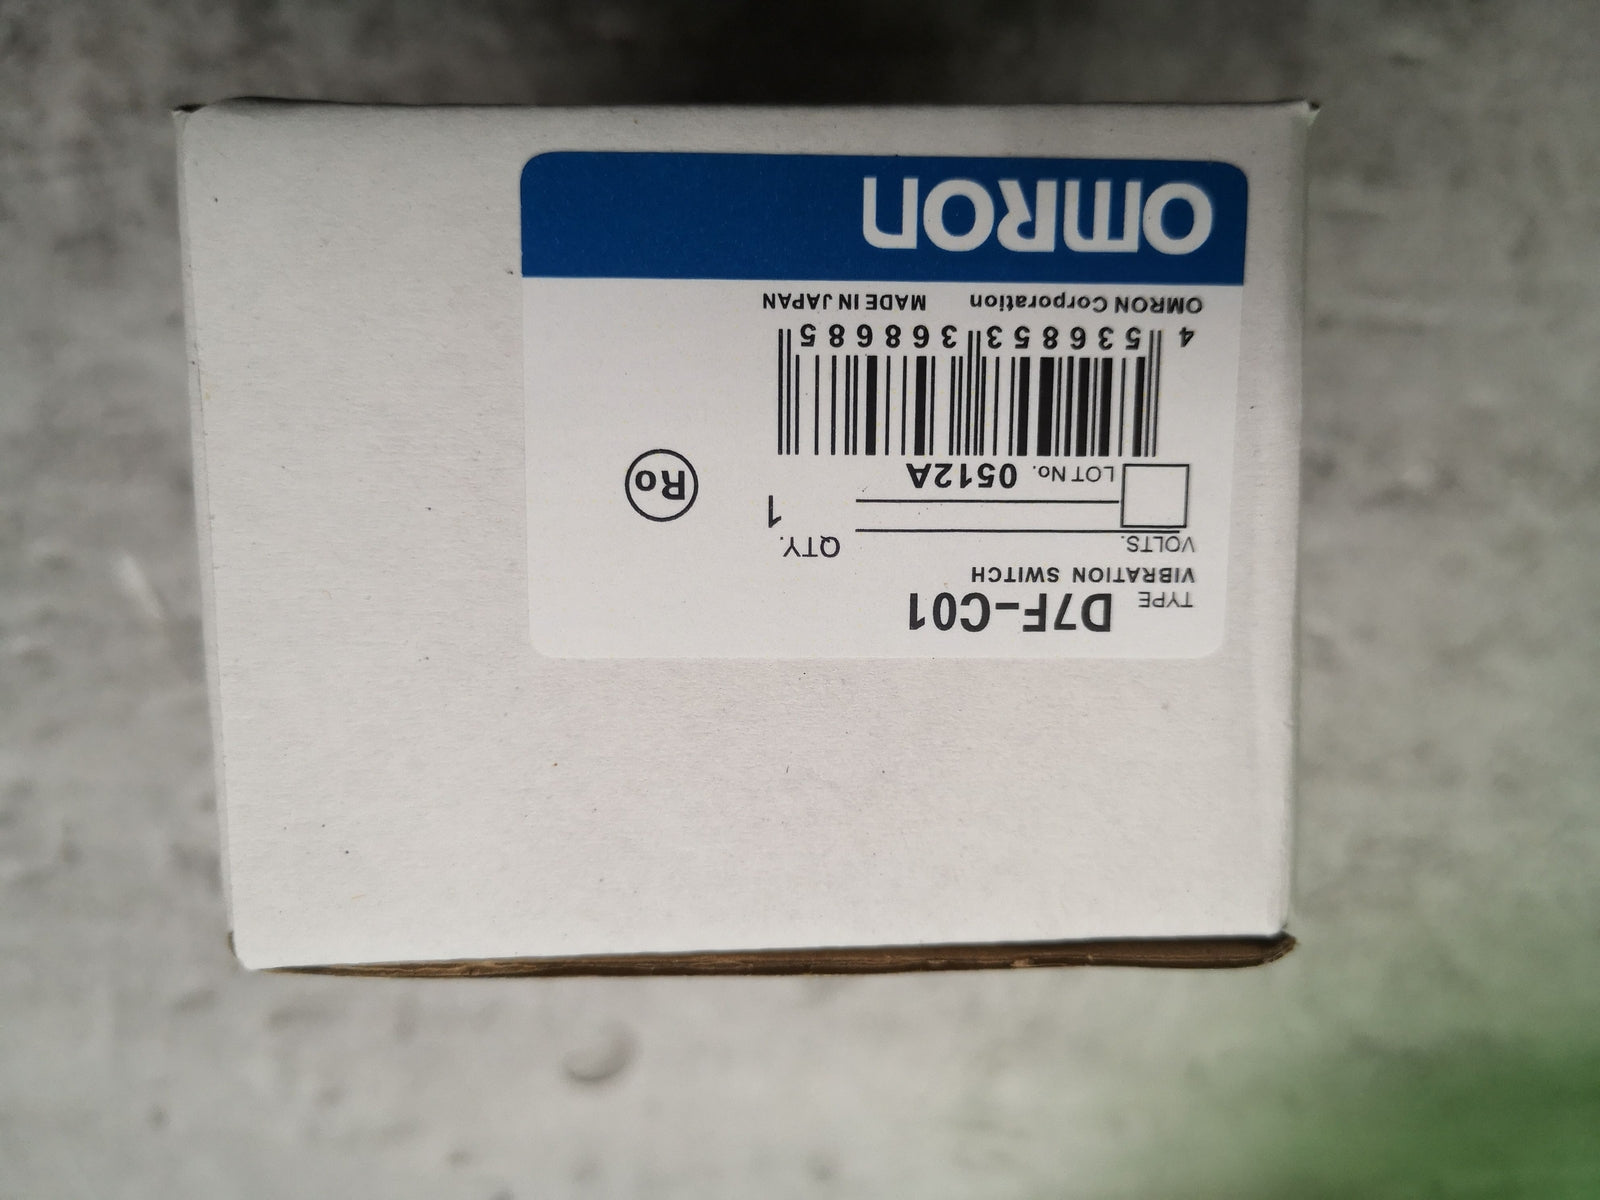 TYPE D7F-C01
VIBRATION SWITCH
VOLTS. QTY. 1
LOT No. 0512A
Ro
4 536853 368685
OMRON Corporation MADE IN JAPAN
OMRON